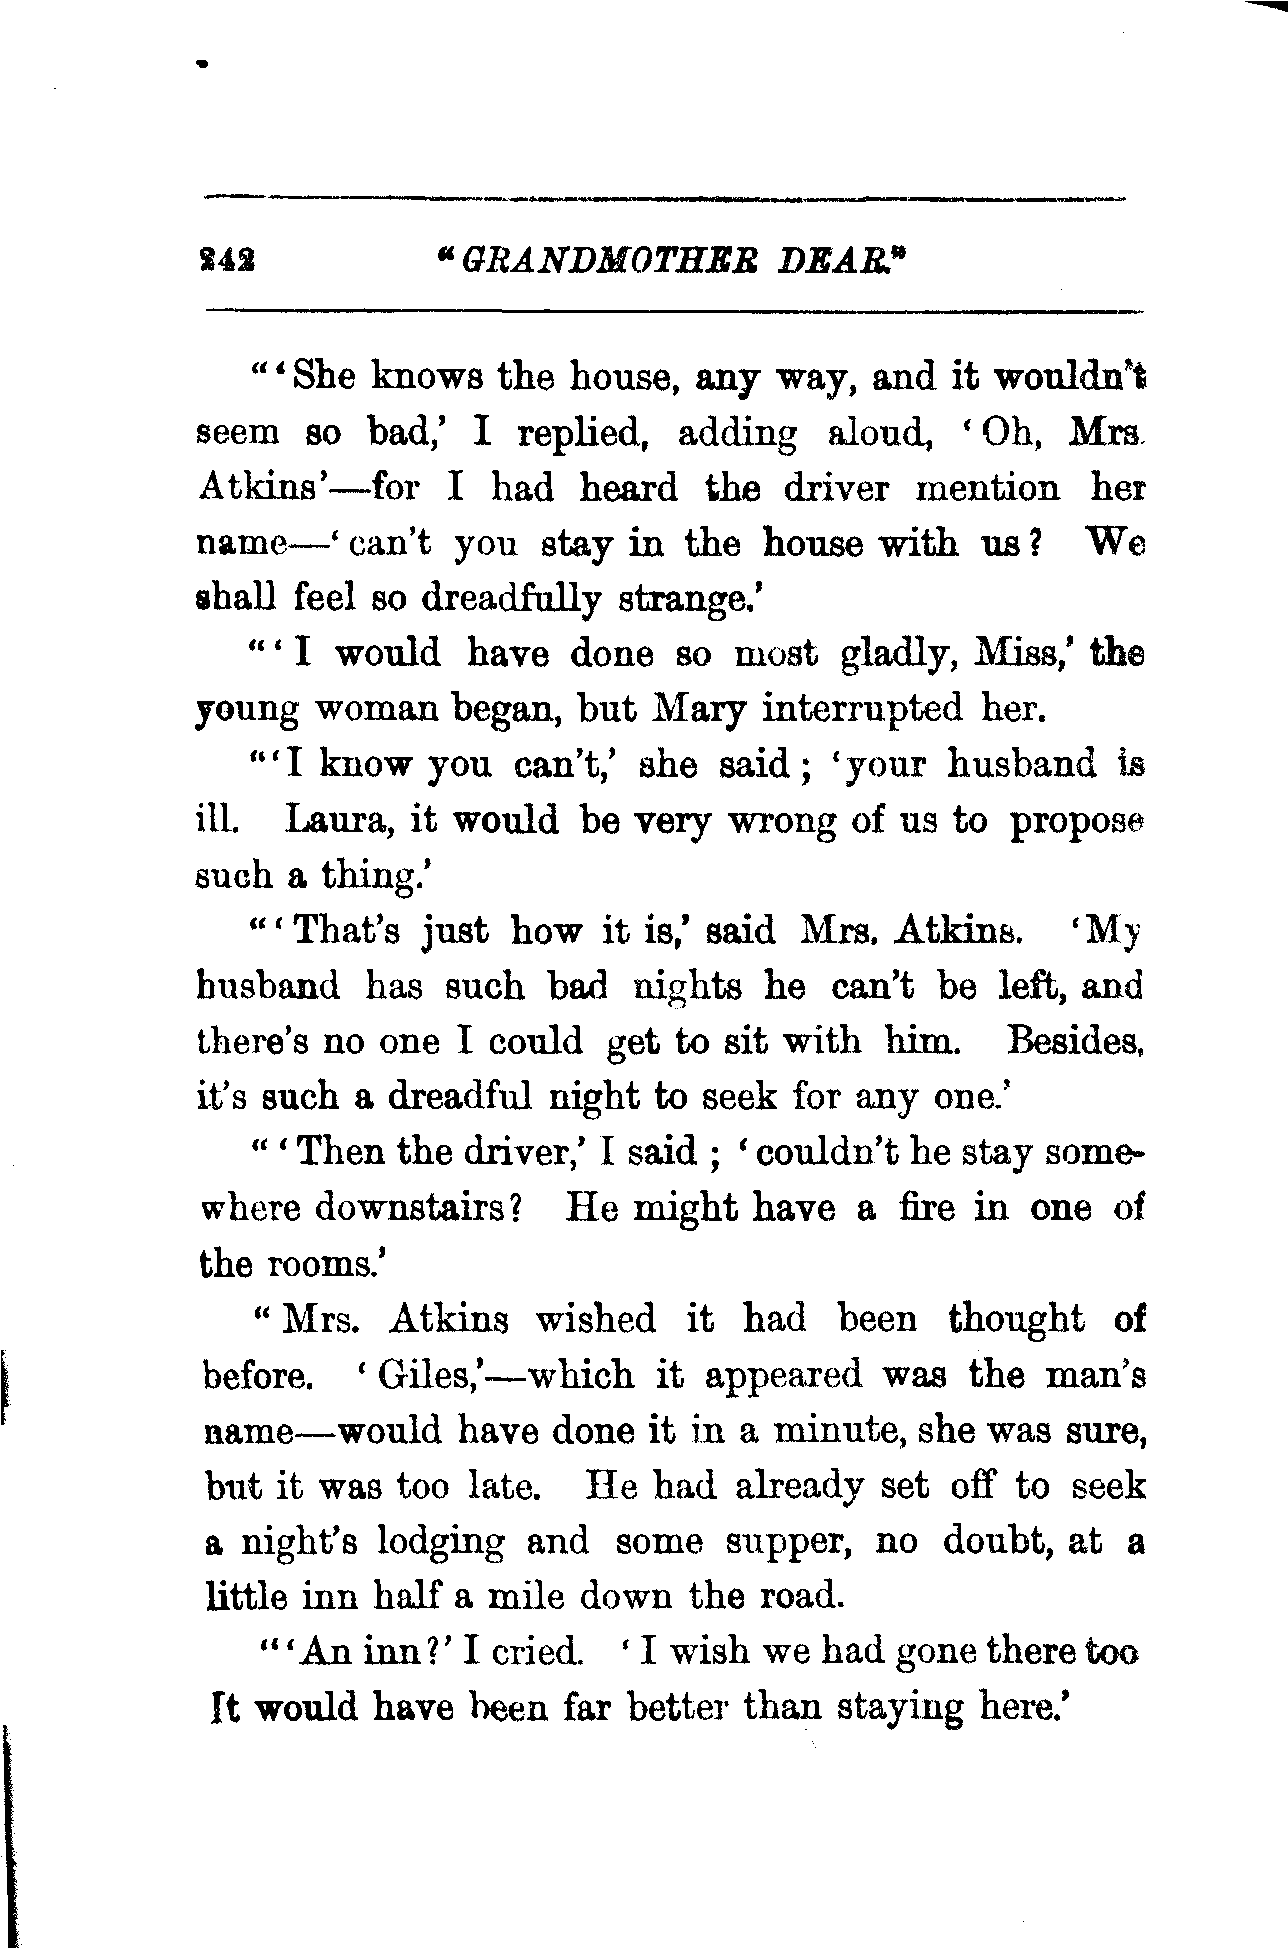 242 "GRANDMOTHER DEAR."
"'She knows the house, any way, and it wouldn't
seem so bad,' I replied, adding aloud, 'Oh, Mrs.
Atkins'—for I had heard the driver mention her
name—'can't you stay in the house with us? We
shall feel so dreadfully strange.'
"'I would have done so most gladly, Miss,' the
young woman began, but Mary interrupted her.
"'I know you can't,' she said; 'your husband is
ill. Laura, it would be very wrong of us to propose
such a thing.'
"'That's just how it is,' said Mrs. Atkins. 'My
husband has such bad nights he can't be left, and
there's no one I could get to sit with him. Besides,
it's such a dreadful night to seek for any one.'
"'Then the driver,' I said; 'couldn't he stay some-
where downstairs? He might have a fire in one of
the rooms.'
"Mrs. Atkins wished it had been thought of
before. 'Giles,'—which it appeared was the man's
name—would have done it in a minute, she was sure,
but it was too late. He had already set off to seek
a night's lodging and some supper, no doubt, at a
little inn half a mile down the road.
"'An inn?' I cried. 'I wish we had gone there too
It would have been far better than staying here.'